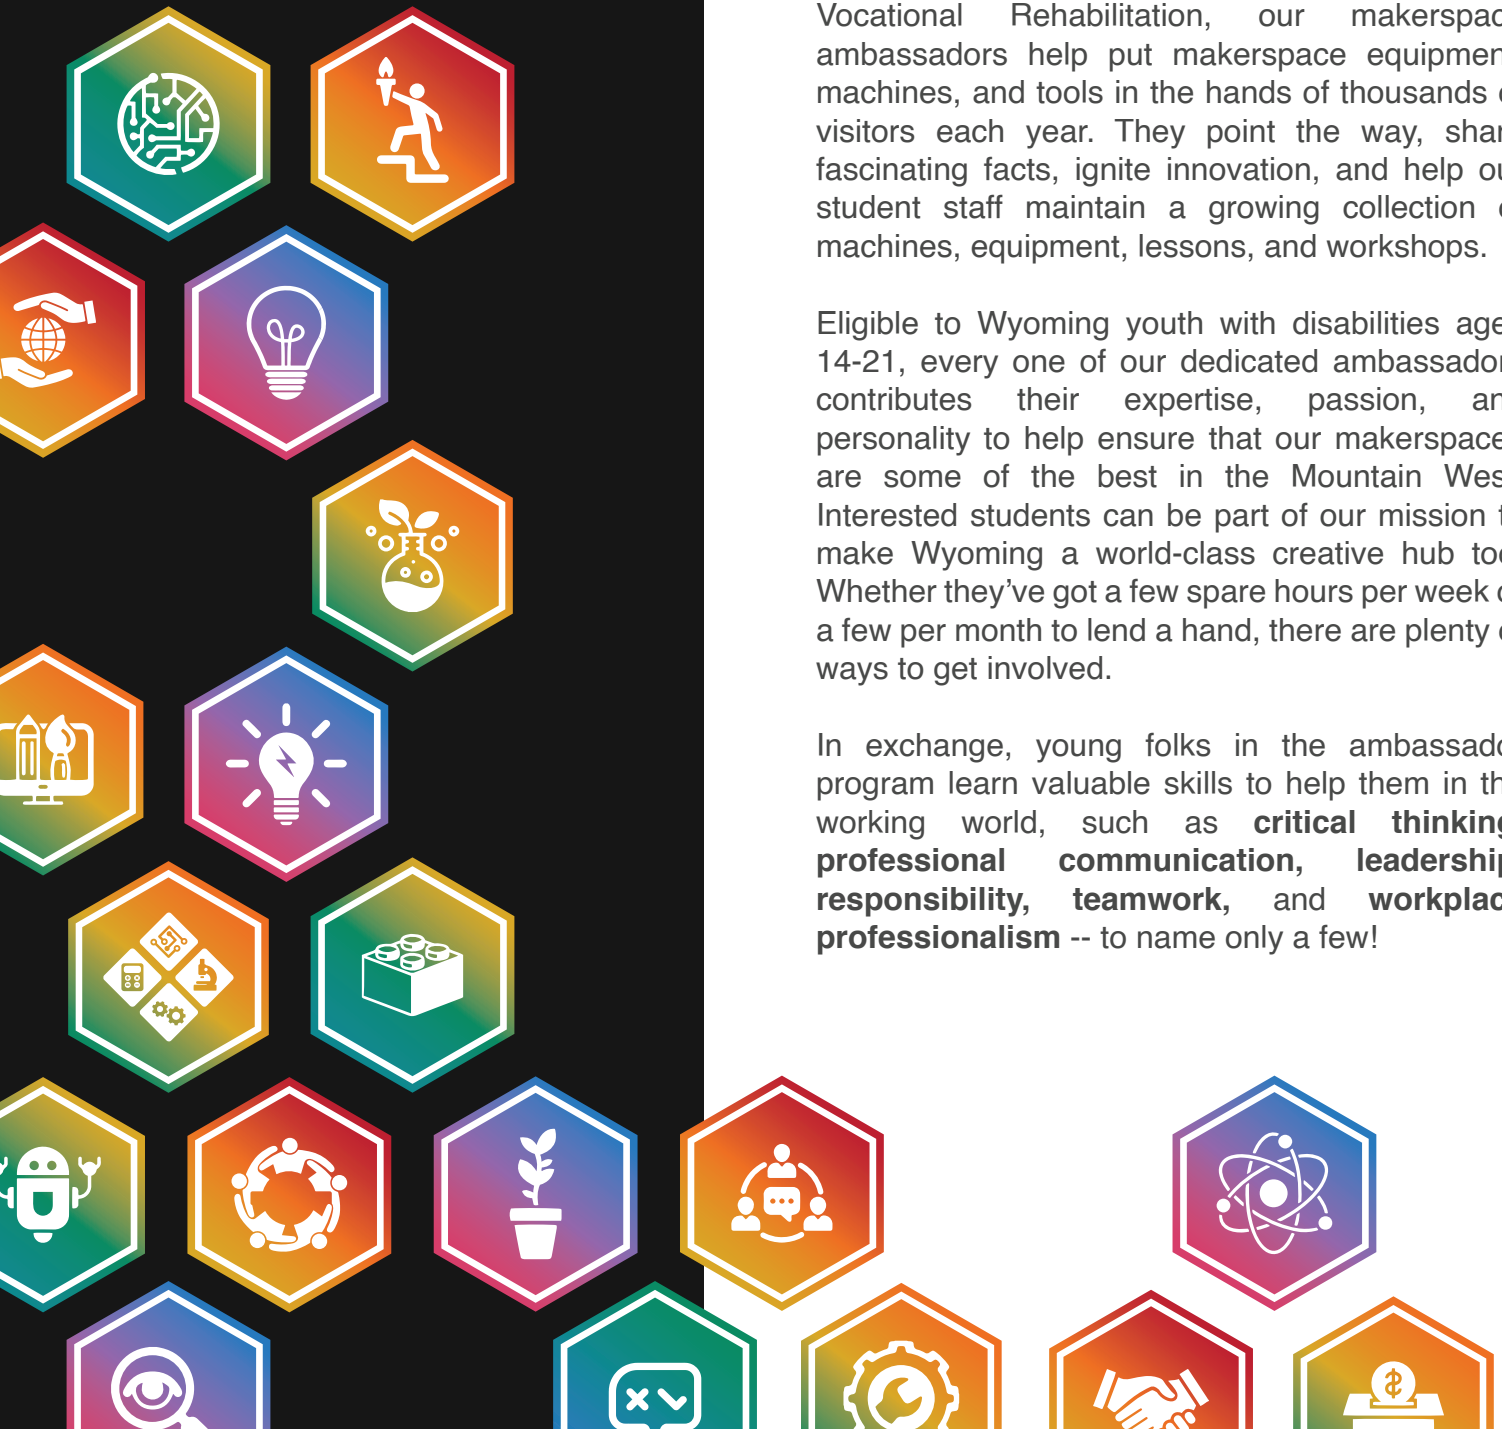 Vocational Rehabilitation, our makerspac
ambassadors help put makerspace equipmen
machines, and tools in the hands of thousands
visitors each year. They point the way, shar
fascinating facts, ignite innovation, and help ou
student staff maintain a growing collection
machines, equipment, lessons, and workshops.
Eligible to Wyoming youth with disabilities age
14-21, every one of our dedicated ambassador
contributes their expertise, passion, an
personality to help ensure that our makerspace
are some of the best in the Mountain Wes
Interested students can be part of our mission t
make Wyoming a world-class creative hub too
Whether they've got a few spare hours per week
a few per month to lend a hand, there are plenty
ways to get involved.
In exchange, young folks in the ambassado
program learn valuable skills to help them in th
working world, such as critical thinking
professional communication, leadership
responsibility, teamwork, and workplac
professionalism -- to name only a few!